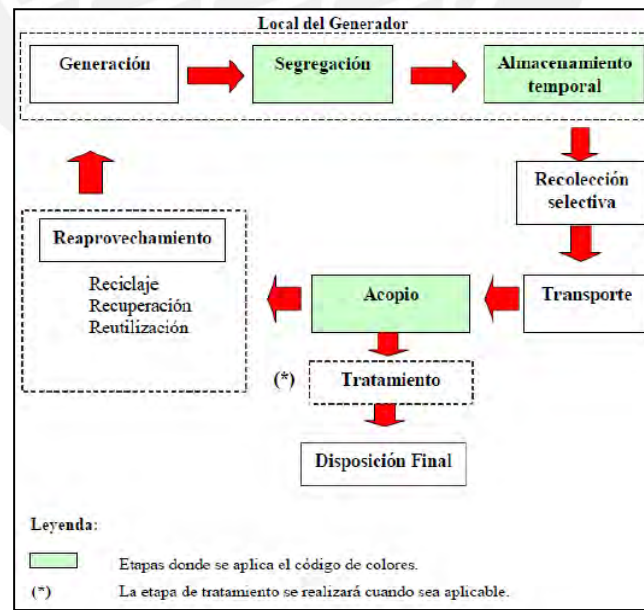 Local del Generador
Generación
Segregación
Almacenamiento
temporal
Recolección
selectiva
Transporte
Acopio
Reaprovechamiento
Reciclaje
Recuperación
Reutilización
(*)
Tratamiento
Disposición Final
Leyenda:
Etapas donde se aplica el código de colores.
(*) La etapa de tratamiento se realizará cuando sea aplicable.